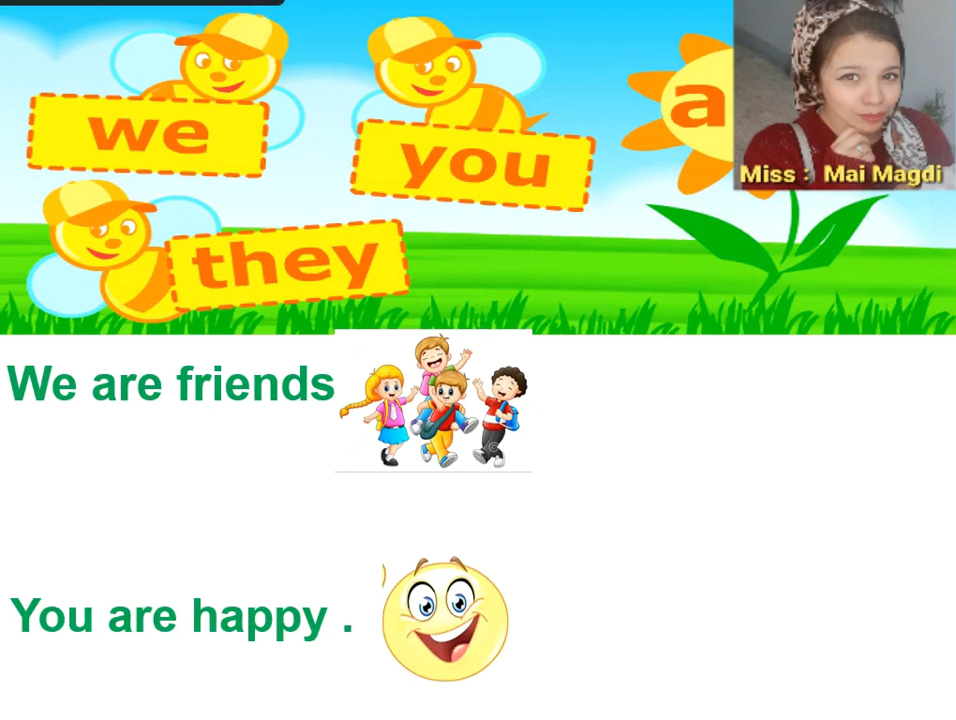 we
you
a
Miss : Mai Magdi
they
We are friends
You are happy .